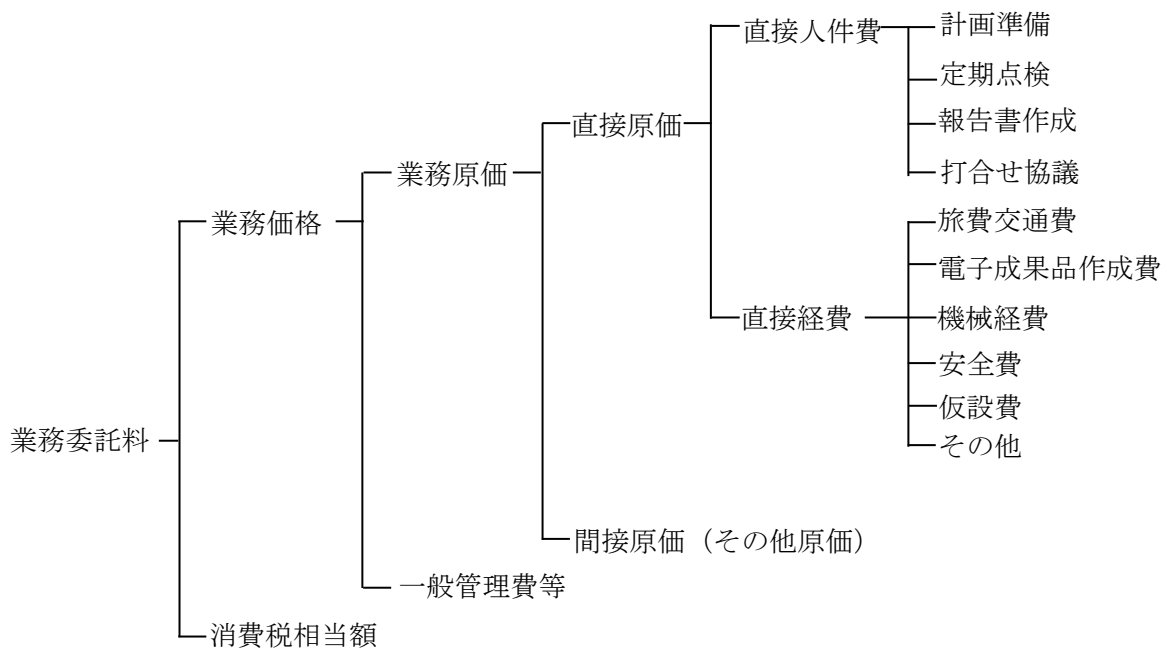 直接人件費
計画準備
定期点検
報告書作成
打合せ協議
直接原価
業務原価
業務価格
旅費交通費
電子成果品作成費
直接経費
機械経費
安全費
仮設費
その他
業務委託料
間接原価（その他原価）
一般管理費等
消費税相当額